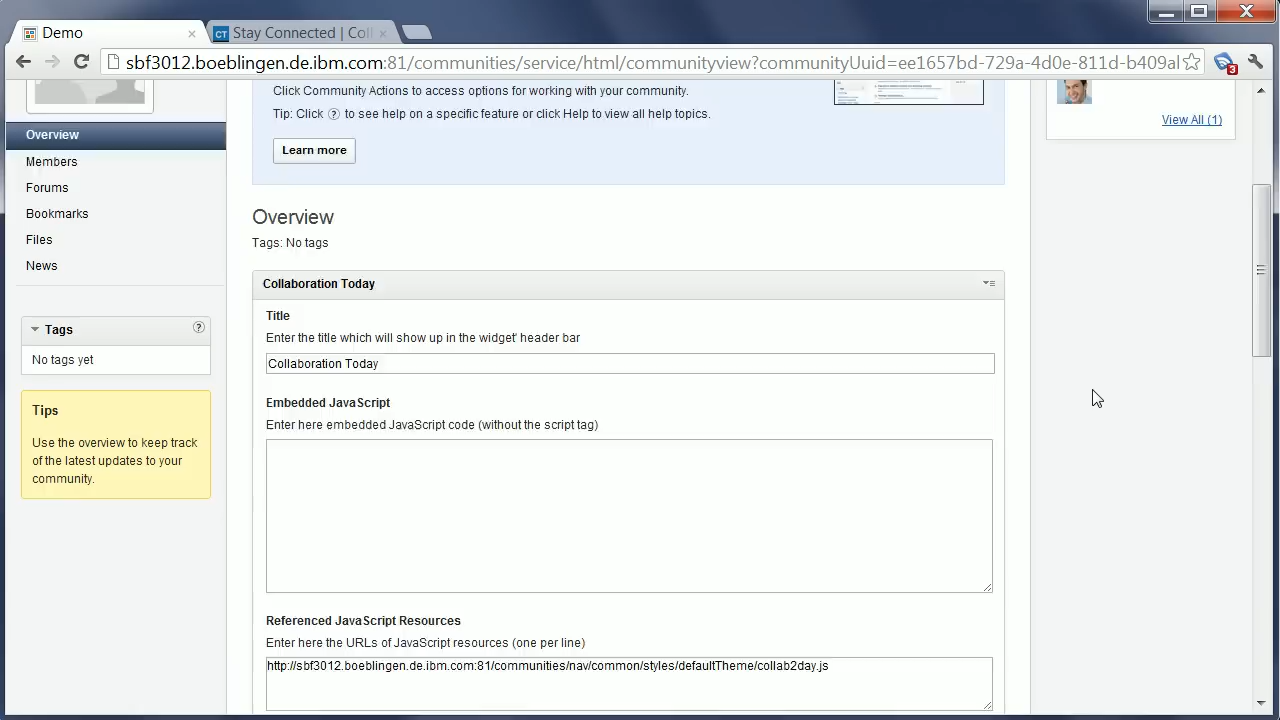 Demo
CT Stay Connected | Coll
sbf3012.boeblingen.de.ibm.com:81/communities/service/html/communityview?communityUuid=ee1657bd-729a-4d0e-811d-b409al
3
Click Community Actions to access options for working with your community.
Tip: Click ? to see help on a specific feature or click Help to view all help topics.
Learn more
View All (1)
Overview
Members
Forums
Bookmarks
Files
News
Tags ?
No tags yet
Tips
Use the overview to keep track
of the latest updates to your
community.
Overview
Tags: No tags
Collaboration Today
Title
Enter the title which will show up in the widget' header bar
Collaboration Today
Embedded JavaScript
Enter here embedded JavaScript code (without the script tag)
Referenced JavaScript Resources
Enter here the URLs of JavaScript resources (one per line)
http://sbf3012.boeblingen.de.ibm.com:81/communities/nav/common/styles/defaultTheme/collab2day.js